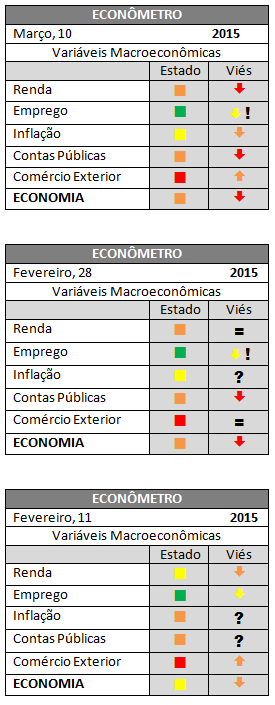 ECONÔMETRO
Março, 10 2015
Variáveis Macroeconômicas
Estado Viés
Renda
Emprego !
Inflação
Contas Públicas
Comércio Exterior
ECONOMIA
ECONÔMETRO
Fevereiro, 28 2015
Variáveis Macroeconômicas
Estado Viés
Renda =
Emprego !
Inflação ?
Contas Públicas
Comércio Exterior =
ECONOMIA
ECONÔMETRO
Fevereiro, 11 2015
Variáveis Macroeconômicas
Estado Viés
Renda
Emprego
Inflação ?
Contas Públicas ?
Comércio Exterior
ECONOMIA